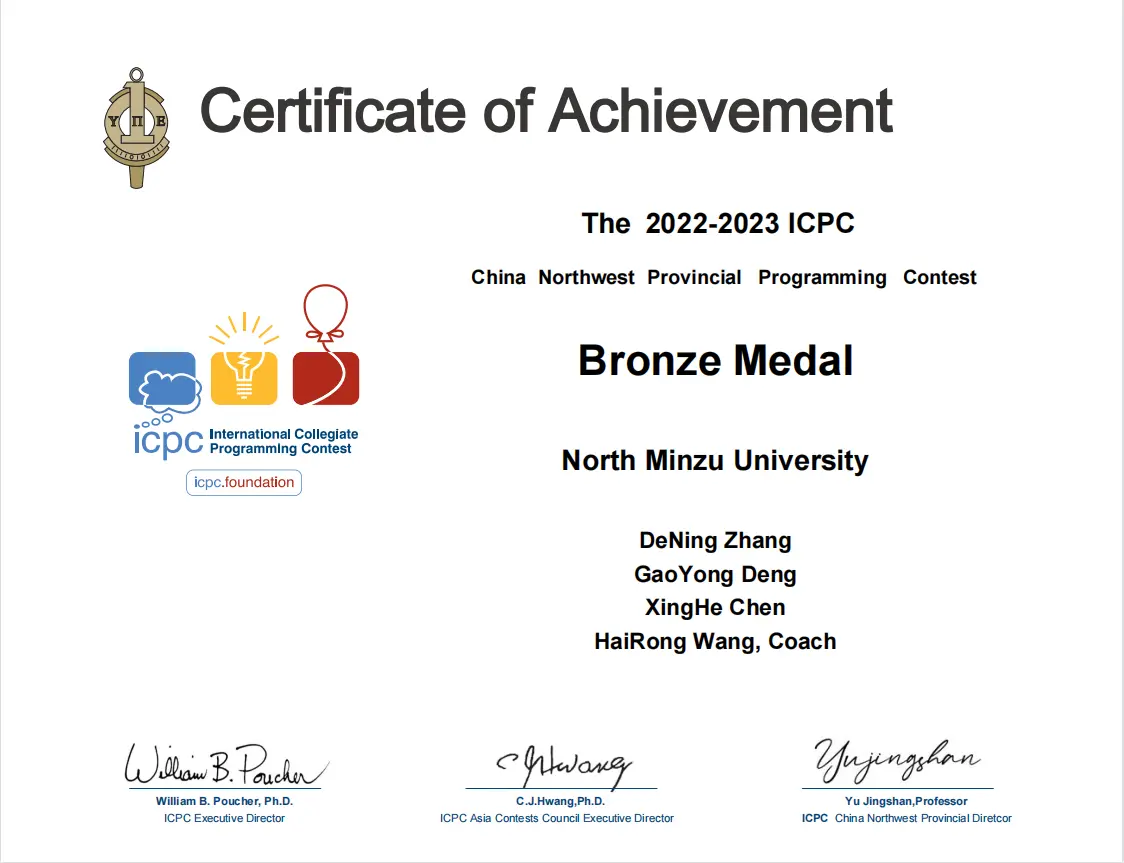 Υ Π Ε
Certificate of Achievement
The 2022-2023 ICPC
China Northwest Provincial Programming Contest
Bronze Medal
icpc International Collegiate
Programming Contest
icpc.foundation
North Minzu University
DeNing Zhang
GaoYong Deng
XingHe Chen
HaiRong Wang, Coach
William B. Poucher
CJHwang
Yujingshan
William B. Poucher, Ph.D.
C.J.Hwang,Ph.D.
Yu Jingshan,Professor
ICPC Executive Director
ICPC Asia Contests Council Executive Director
ICPC China Northwest Provincial Diretcor